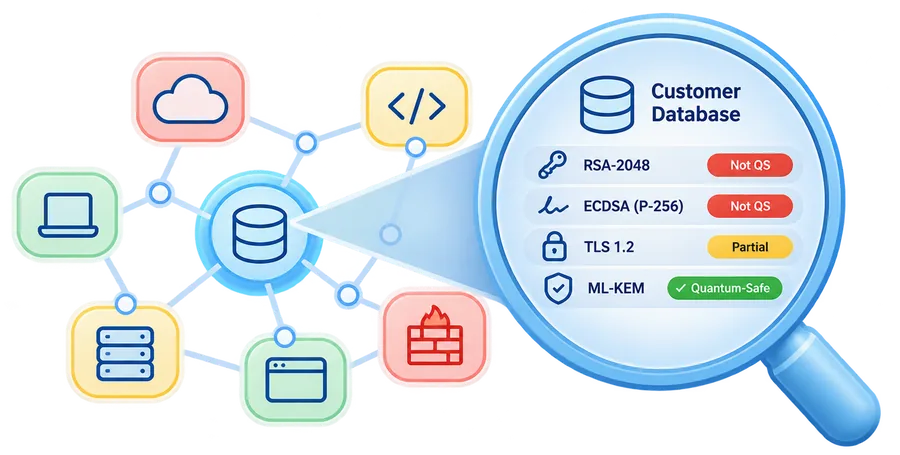 </>
Customer
Database
RSA-2048 Not QS
ECDSA (P-256) Not QS
TLS 1.2 Partial
ML-KEM ✓ Quantum-Safe